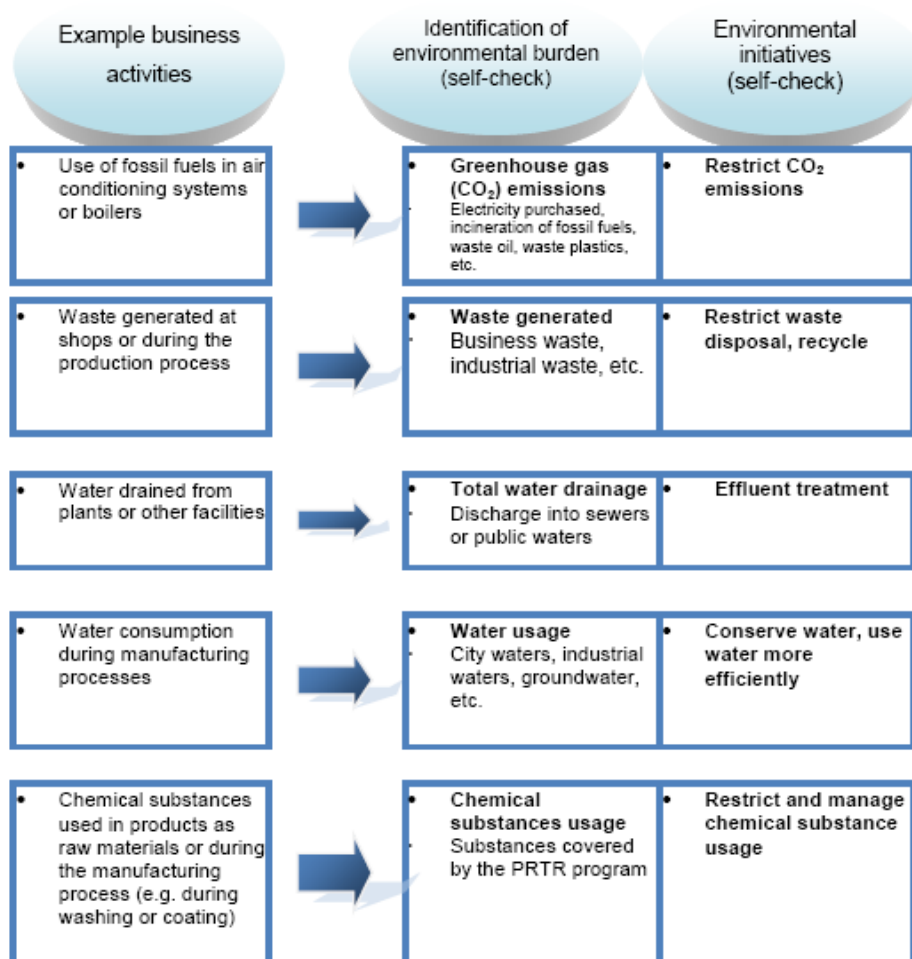 Example business
activities
Identification of
environmental burden
(self-check)
Environmental
initiatives
(self-check)
• Use of fossil fuels in air
conditioning systems
or boilers
• Greenhouse gas
(CO₂) emissions
· Electricity purchased,
incineration of fossil fuels,
waste oil, waste plastics,
etc.
• Restrict CO₂
emissions
• Waste generated at
shops or during the
production process
• Waste generated
· Business waste,
industrial waste, etc.
• Restrict waste
disposal, recycle
• Water drained from
plants or other facilities
• Total water drainage
· Discharge into sewers
or public waters
• Effluent treatment
• Water consumption
during manufacturing
processes
• Water usage
· City waters, industrial
waters, groundwater,
etc.
• Conserve water, use
water more
efficiently
• Chemical substances
used in products as
raw materials or during
the manufacturing
process (e.g. during
washing or coating)
• Chemical
substances usage
· Substances covered
by the PRTR program
• Restrict and manage
chemical substance
usage